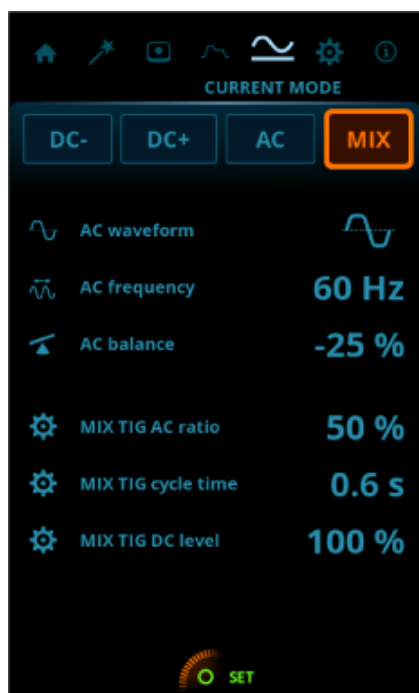 CURRENT MODE
DC- DC+ AC MIX
AC waveform
AC frequency 60 Hz
AC balance -25 %
MIX TIG AC ratio 50 %
MIX TIG cycle time 0.6 s
MIX TIG DC level 100 %
SET